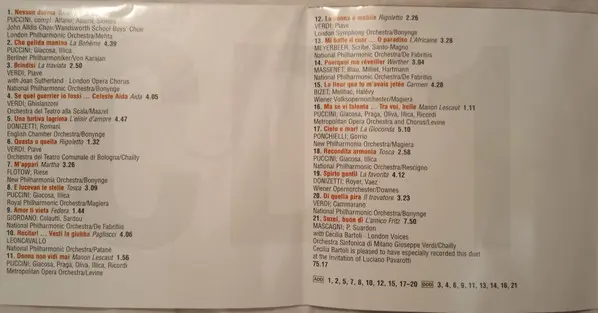 1. Nessun dorma
PUCCINI, compl. Alfano; Adami, Simoni
John Alldis Choir/Wandsworth School Boys' Choir
London Philharmonic Orchestra/Mehta
2. Che gelida manina La Bohème 4.39
PUCCINI; Giacosa, Illica
Berliner Philharmoniker/Von Karajan
3. Brindisi La traviata 2.50
VERDI; Piave
with Joan Sutherland · London Opera Chorus
National Philharmonic Orchestra/Bonynge
4. Se quel guerrier io fossi ... Celeste Aida Aida 4.05
VERDI; Ghislanzoni
Orchestra del Teatro alla Scala/Maazel
5. Una furtiva lagrima L'elisir d'amore 4.47
DONIZETTI; Romani
English Chamber Orchestra/Bonynge
6. Questa o quella Rigoletto 1.32
VERDI; Piave
Orchestra del Teatro Comunale di Bologna/Chailly
7. M'apparì Martha 3.26
FLOTOW; Riese
New Philharmonia Orchestra/Bonynge
8. E lucevan le stelle Tosca 3.09
PUCCINI; Giacosa, Illica
Royal Philharmonic Orchestra/Magiera
9. Amor ti vieta Fedora 1.44
GIORDANO; Colautti, Sardou
National Philharmonic Orchestra/De Fabritiis
10. Recitar! ... Vesti la giubba Pagliacci 4.06
LEONCAVALLO
National Philharmonic Orchestra/Patanè
11. Donna non vidi mai Manon Lescaut 1.56
PUCCINI; Giacosa, Praga, Oliva, Illica, Ricordi
Metropolitan Opera Orchestra/Levine
12. La donna è mobile Rigoletto 2.26
VERDI; Piave
London Symphony Orchestra/Bonynge
13. Mi batte il cuor ... O paradiso L'Africaine 3.28
MEYERBEER; Scribe, Santo-Magno
National Philharmonic Orchestra/De Fabritiis
14. Pourquoi me réveiller Werther 3.04
MASSENET; Blau, Milliet, Hartmann
National Philharmonic Orchestra/De Fabritiis
15. La fleur que tu m'avais jetée Carmen 4.28
BIZET; Meilhac, Halévy
Wiener Volksopernorchester/Magiera
16. Ma se vi talenta ... Tra voi, belle Manon Lescaut 1.11
PUCCINI; Giacosa, Praga, Oliva, Illica, Ricordi
Metropolitan Opera Orchestra and Chorus/Levine
17. Cielo e mar! La Gioconda 5.10
PONCHIELLI; Gorrio
New Philharmonia Orchestra/Magiera
18. Recondita armonia Tosca 2.58
PUCCINI; Giacosa, Illica
National Philharmonic Orchestra/Rescigno
19. Spirto gentil La favorita 4.12
DONIZETTI; Royer, Vaez
Wiener Opernorchester/Downes
20. Di quella pira Il trovatore 3.23
VERDI; Cammarano
National Philharmonic Orchestra/Bonynge
21. Suzel, buon dì L'amico Fritz 7.50
MASCAGNI; P. Suardon
with Cecilia Bartoli · London Voices
Orchestra Sinfonica di Milano Giuseppe Verdi/Chailly
Cecilia Bartoli is pleased to have especially recorded this duet
at the invitation of Luciano Pavarotti
75.17
ADD 1, 2, 5, 7, 8, 10, 12, 15, 17–20 DDD 3, 4, 6, 9, 11, 13, 14, 16, 21